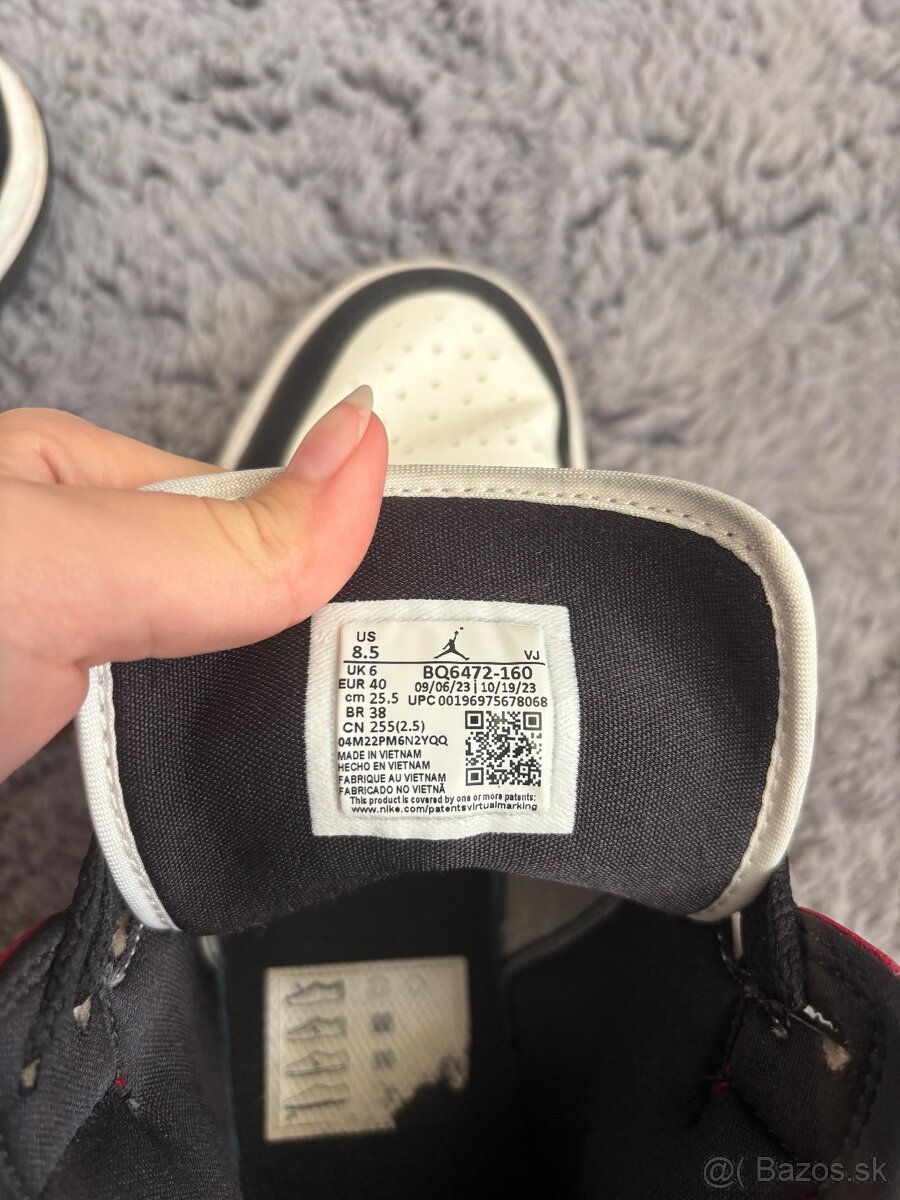 US
8.5
VJ
UK 6
BQ6472-160
EUR 40
09/06/23 | 10/19/23
cm 25.5
UPC 00196975678068
BR 38
CN 255(2.5)
04M22PM6N2YQQ
MADE IN VIETNAM
HECHO EN VIETNAM
FABRIQUE AU VIETNAM
FABRICADO NO VIETNÃ
This product is covered by one or more patents:
www.nike.com/patentsvirtualmarking
@( Bazos.sk